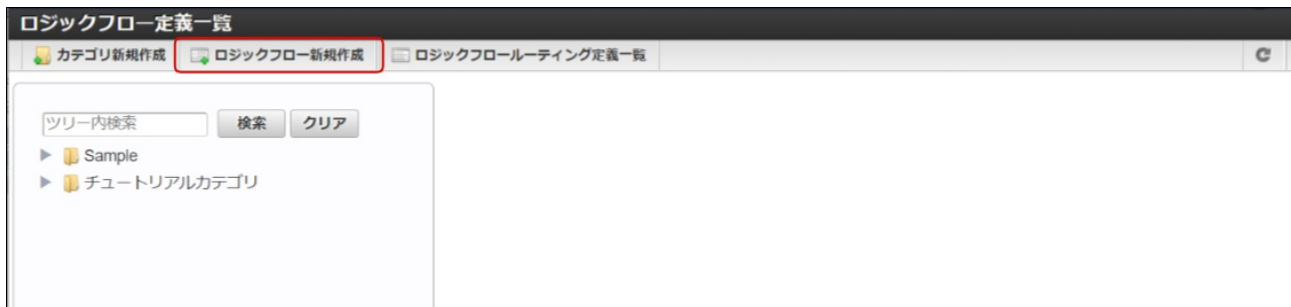 ロジックフロー定義一覧
カテゴリ新規作成 ロジックフロー新規作成 ロジックフロールーティング定義一覧
ツリー内検索 検索 クリア
Sample
チュートリアルカテゴリ